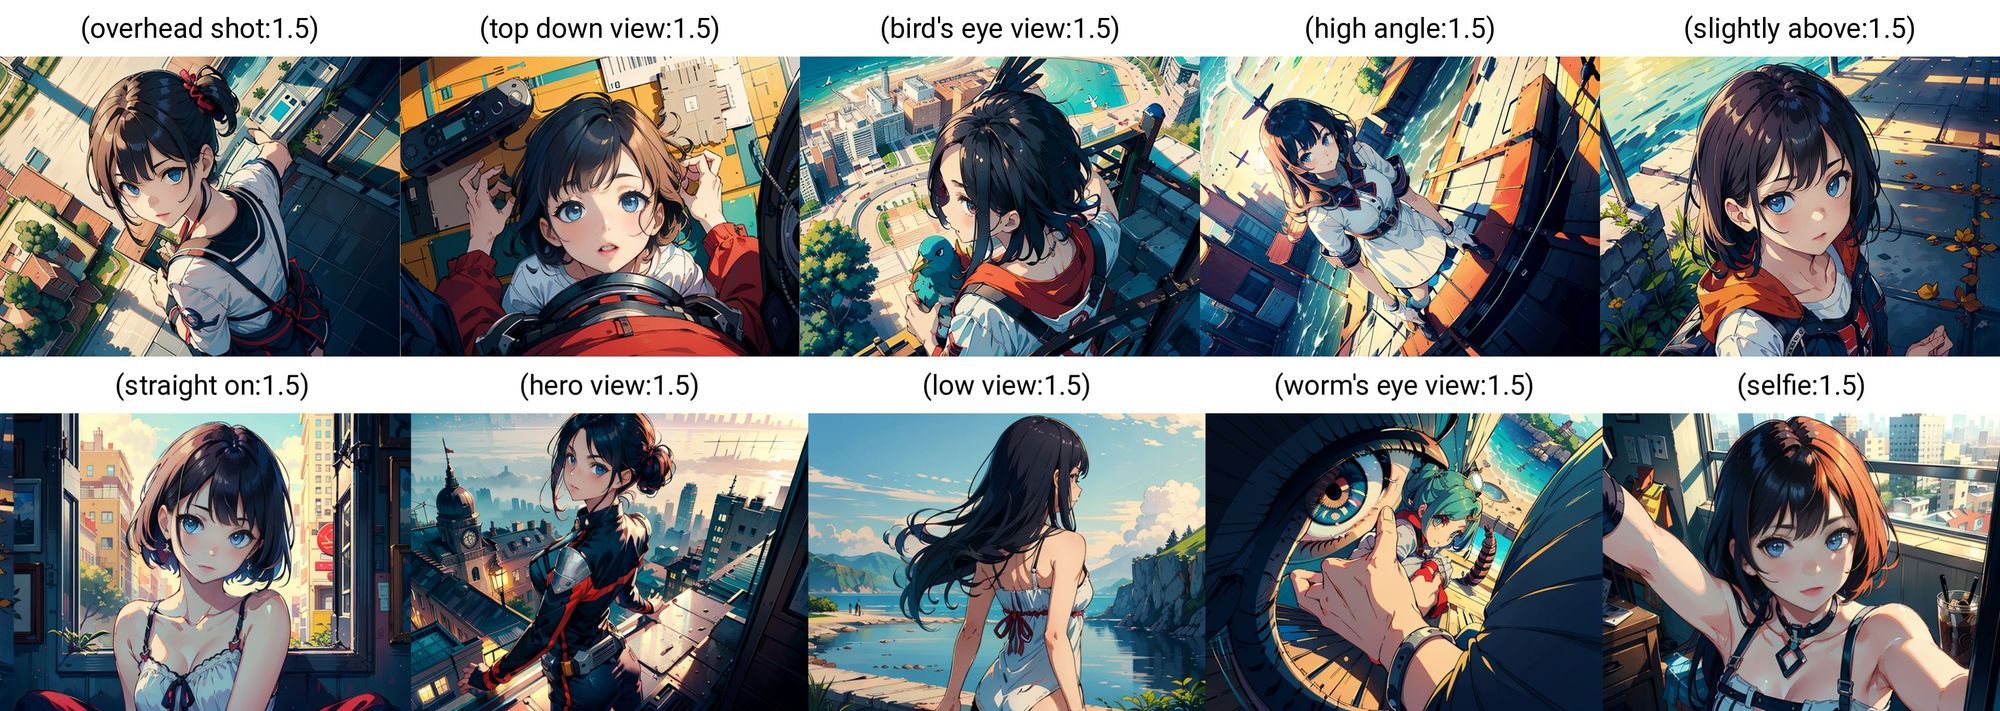 (overhead shot:1.5)
(top down view:1.5)
(bird's eye view:1.5)
(high angle:1.5)
(slightly above:1.5)
(straight on:1.5)
(hero view:1.5)
(low view:1.5)
(worm's eye view:1.5)
(selfie:1.5)